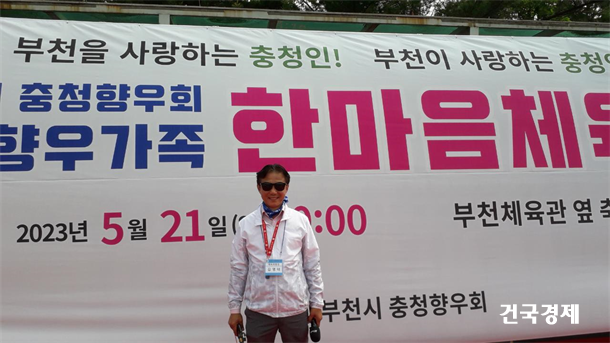 부천을 사랑하는 충청인! 부천이 사랑하는 충청인
충청향우회
향우가족 한마음체육
2023년 5월 21일( :00 부천체육관 옆 축
부천시 충청향우회
건국경제